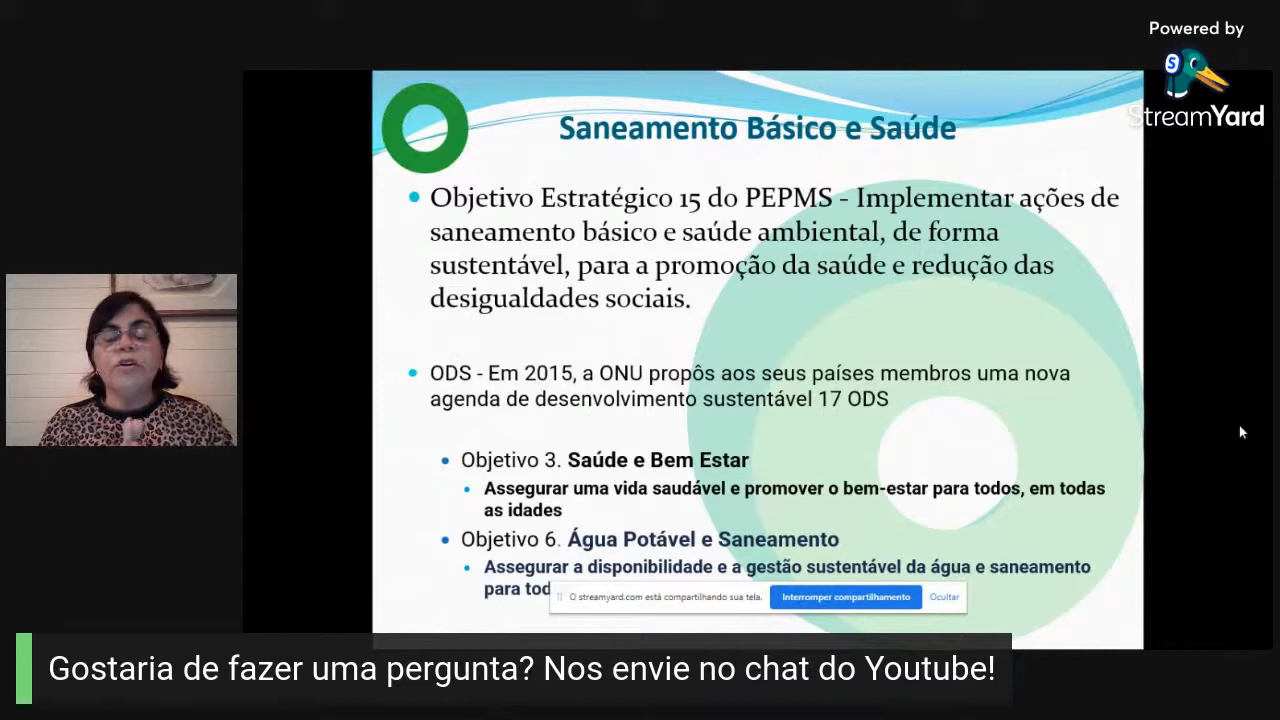 Powered by
StreamYard
Saneamento Básico e Saúde
Objetivo Estratégico 15 do PEPMS - Implementar ações de
saneamento básico e saúde ambiental, de forma
sustentável, para a promoção da saúde e redução das
desigualdades sociais.
ODS - Em 2015, a ONU propôs aos seus países membros uma nova
agenda de desenvolvimento sustentável 17 ODS
Objetivo 3. Saúde e Bem Estar
Assegurar uma vida saudável e promover o bem-estar para todos, em todas
as idades
Objetivo 6. Água Potável e Saneamento
Assegurar a disponibilidade e a gestão sustentável da água e saneamento
para
O streamyard.com está compartilhando sua tela. Interromper compartilhamento Ocultar
Gostaria de fazer uma pergunta? Nos envie no chat do Youtube!